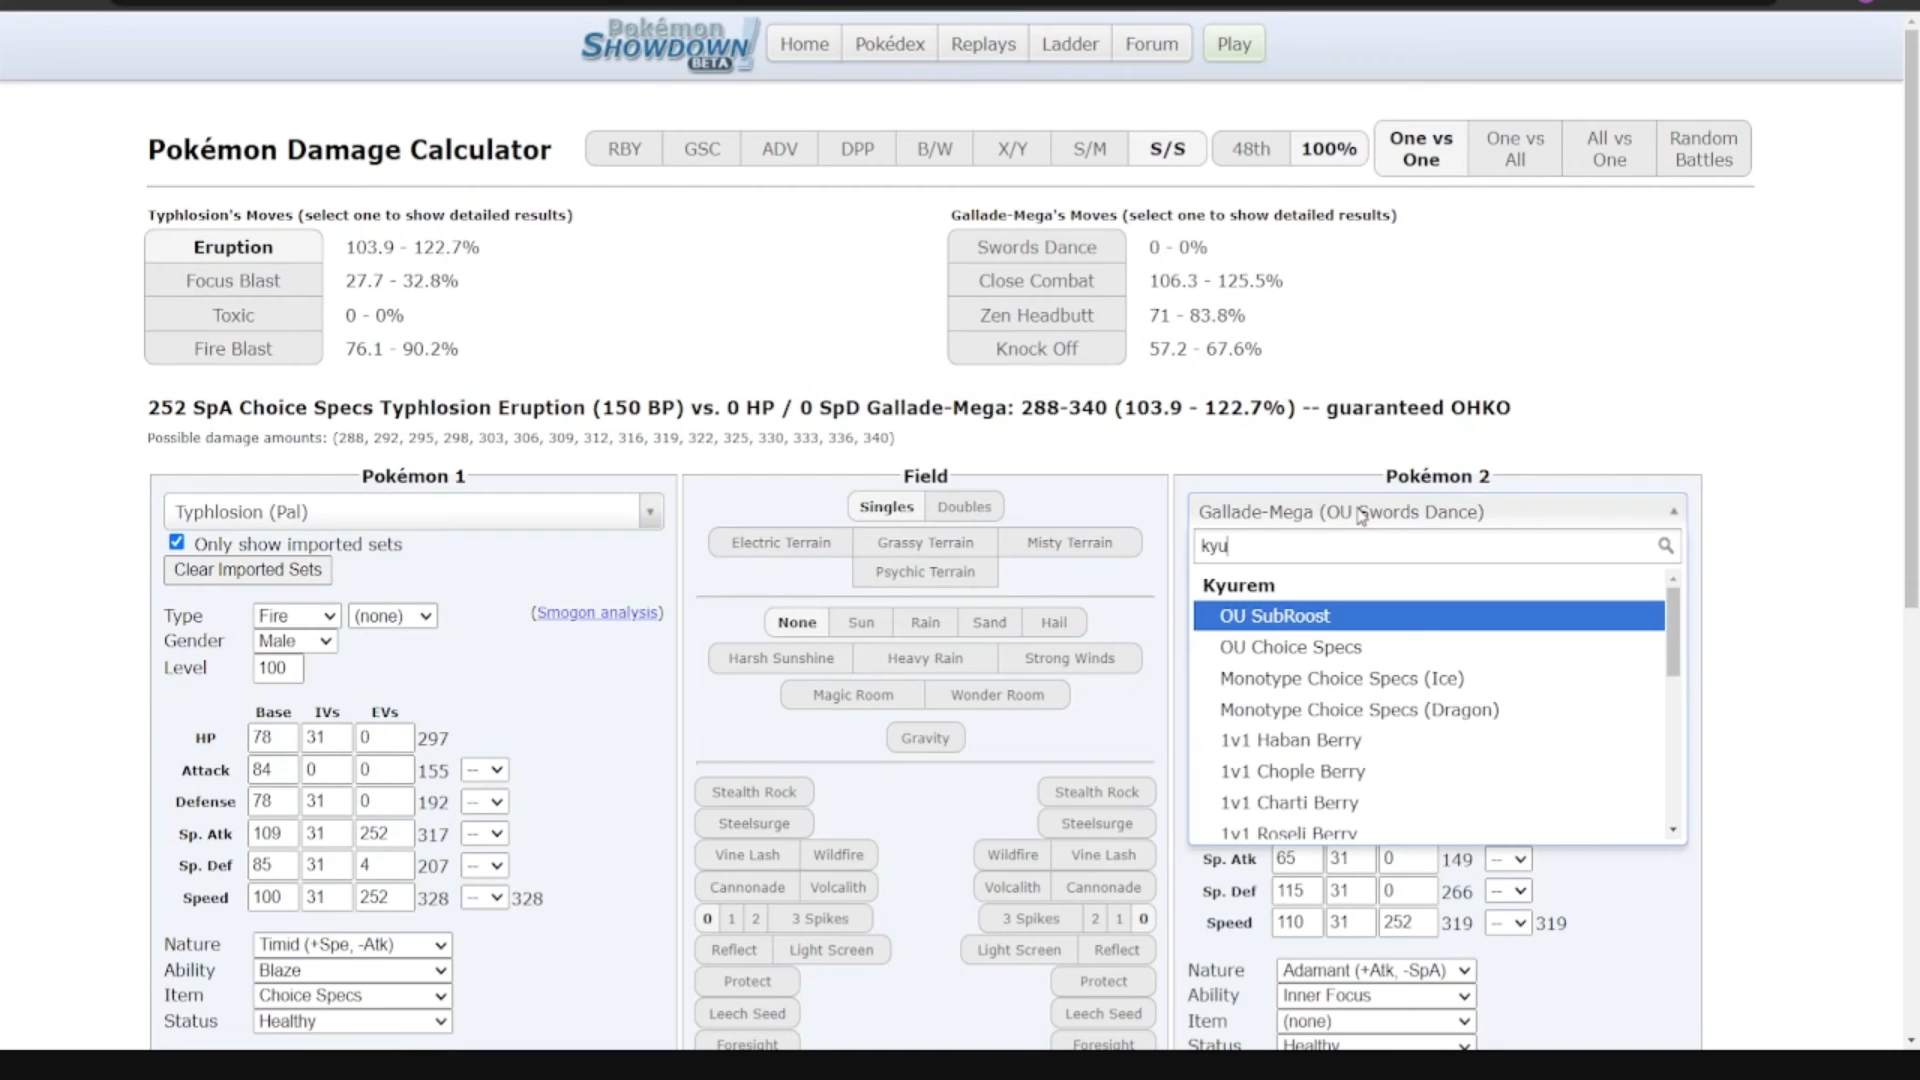 Pokémon
SHOWDOWN!
BETA
Home Pokédex Replays Ladder Forum Play
Pokémon Damage Calculator
RBY GSC ADV DPP B/W X/Y S/M S/S 48th 100%
One vs One
One vs All
All vs One
Random Battles
Typhlosion's Moves (select one to show detailed results)
Eruption 103.9 - 122.7%
Focus Blast 27.7 - 32.8%
Toxic 0 - 0%
Fire Blast 76.1 - 90.2%
Gallade-Mega's Moves (select one to show detailed results)
Swords Dance 0 - 0%
Close Combat 106.3 - 125.5%
Zen Headbutt 71 - 83.8%
Knock Off 57.2 - 67.6%
252 SpA Choice Specs Typhlosion Eruption (150 BP) vs. 0 HP / 0 SpD Gallade-Mega: 288-340 (103.9 - 122.7%) -- guaranteed OHKO
Possible damage amounts: (288, 292, 295, 298, 303, 306, 309, 312, 316, 319, 322, 325, 330, 333, 336, 340)
Pokémon 1
Typhlosion (Pal)
Only show imported sets
Clear Imported Sets
Type Fire (none) (Smogon analysis)
Gender Male
Level 100
Base IVs EVs
HP 78 31 0 297
Attack 84 0 0 155 --
Defense 78 31 0 192 --
Sp. Atk 109 31 252 317 --
Sp. Def 85 31 4 207 --
Speed 100 31 252 328 -- 328
Nature Timid (+Spe, -Atk)
Ability Blaze
Item Choice Specs
Status Healthy
Field
Singles Doubles
Electric Terrain Grassy Terrain Misty Terrain
Psychic Terrain
None Sun Rain Sand Hail
Harsh Sunshine Heavy Rain Strong Winds
Magic Room Wonder Room
Gravity
Stealth Rock Stealth Rock
Steelsurge Steelsurge
Vine Lash Wildfire Wildfire Vine Lash
Cannonade Volcalith Volcalith Cannonade
0 1 2 3 Spikes 3 Spikes 2 1 0
Reflect Light Screen Light Screen Reflect
Protect Protect
Leech Seed Leech Seed
Foresight Foresight
Pokémon 2
Gallade-Mega (OU Swords Dance)
kyu
Kyurem
OU SubRoost
OU Choice Specs
Monotype Choice Specs (Ice)
Monotype Choice Specs (Dragon)
1v1 Haban Berry
1v1 Chople Berry
1v1 Charti Berry
1v1 Roseli Berry
Sp. Atk 65 31 0 149 --
Sp. Def 115 31 0 266 --
Speed 110 31 252 319 -- 319
Nature Adamant (+Atk, -SpA)
Ability Inner Focus
Item (none)
Status Healthy